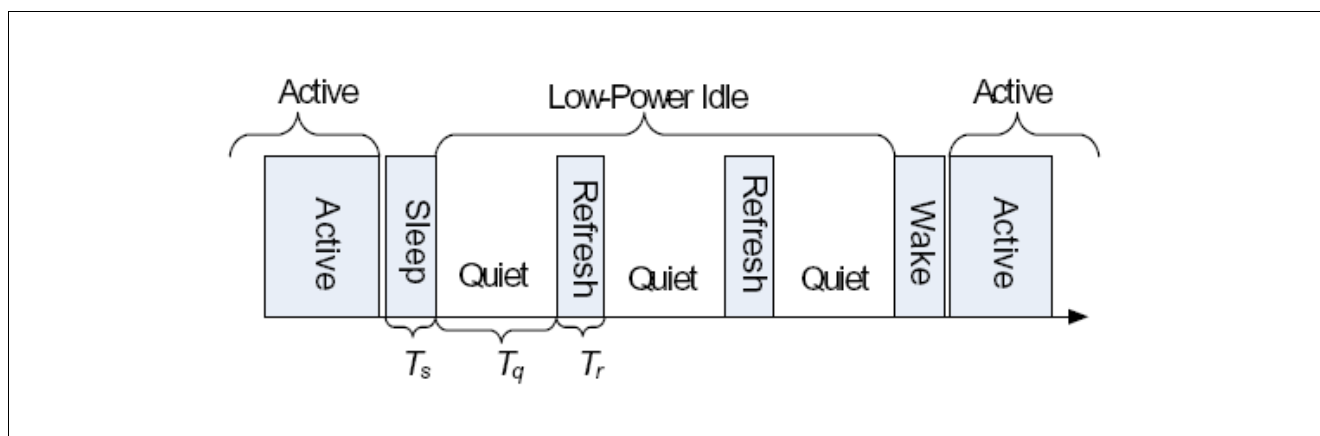 Active Low-Power Idle Active
Active
Sleep
Quiet
Refresh
Quiet
Refresh
Quiet
Wake
Active
Ts Tq Tr